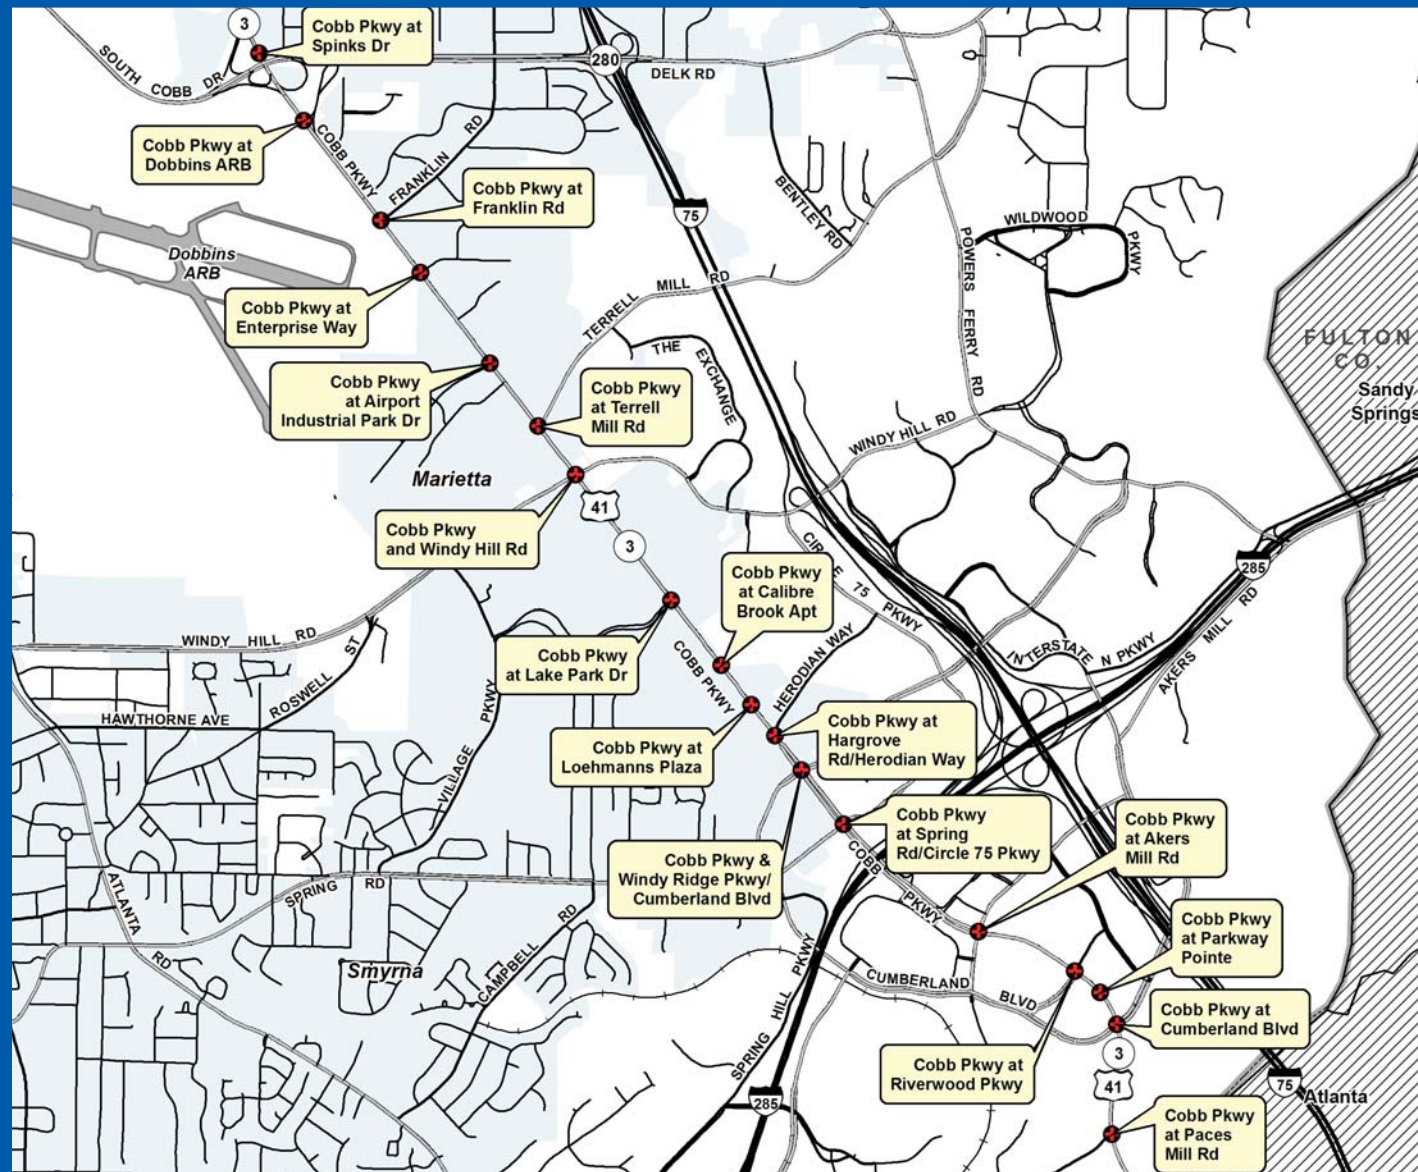 3
Cobb Pkwy at
Spinks Dr
SOUTH COBB DR
280
DELK RD
Cobb Pkwy at
Dobbins ARB
COBB PKWY
FRANKLIN RD
Cobb Pkwy at
Franklin Rd
75
BENTLEY RD
WILDWOOD PKWY
POWERS FERRY RD
Dobbins
ARB
Cobb Pkwy at
Enterprise Way
TERRELL MILL RD
THE EXCHANGE
FULTON
CO.
Sandy
Springs
Cobb Pkwy
at Airport
Industrial Park Dr
Cobb Pkwy
at Terrell
Mill Rd
WINDY HILL RD
Marietta
41
Cobb Pkwy
and Windy Hill Rd
3
CIRCLE 75 PKWY
285
Cobb Pkwy
at Calibre
Brook Apt
WINDY HILL RD
ROSWELL ST
HERODIAN WAY
INTERSTATE N PKWY
AKERS MILL RD
Cobb Pkwy
at Lake Park Dr
COBB PKWY
HAWTHORNE AVE
VILLAGE PKWY
Cobb Pkwy at
Loehmanns Plaza
Cobb Pkwy at
Hargrove
Rd/Herodian Way
Cobb Pkwy
at Spring
Rd/Circle 75 Pkwy
Cobb Pkwy
at Akers
Mill Rd
Cobb Pkwy &
Windy Ridge Pkwy/
Cumberland Blvd
COBB PKWY
ATLANTA RD
SPRING RD
CAMPBELL RD
Smyrna
Cobb Pkwy
at Parkway
Pointe
CUMBERLAND BLVD
SPRING HILL PKWY
Cobb Pkwy at
Cumberland Blvd
Cobb Pkwy at
Riverwood Pkwy
3
41
285
75
Atlanta
Cobb Pkwy
at Paces
Mill Rd